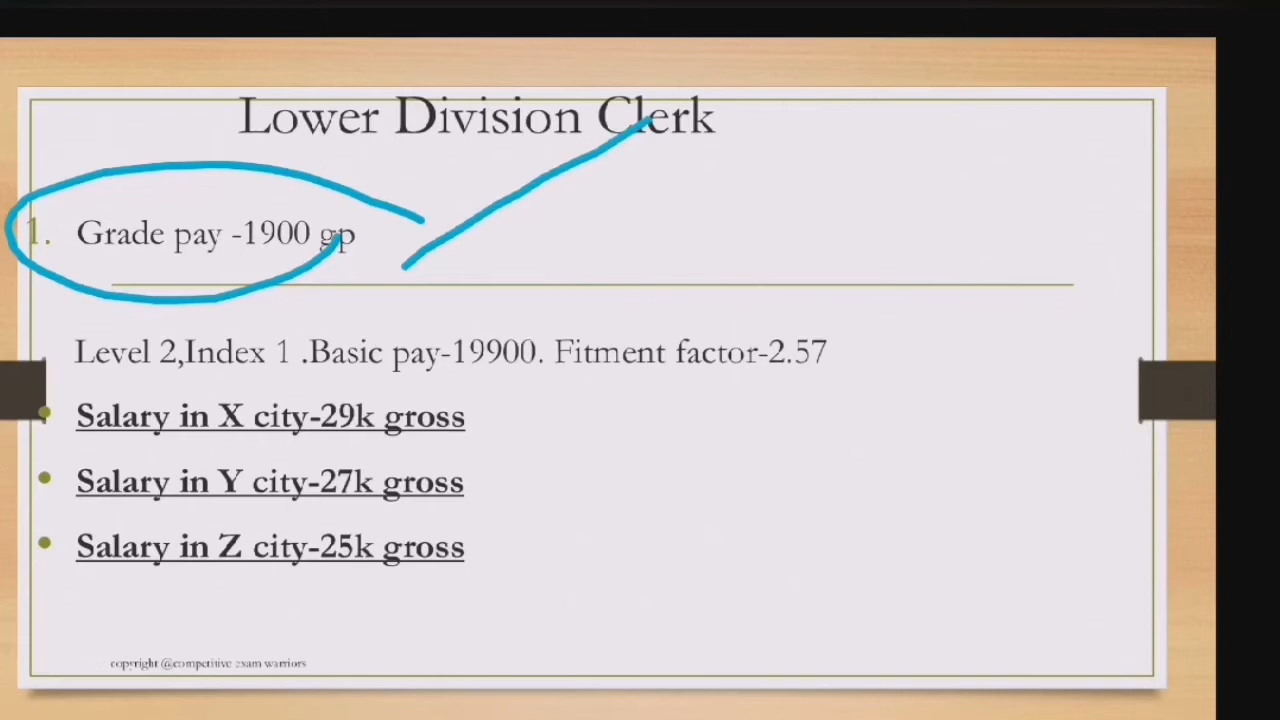 Lower Division Clerk
1. Grade pay -1900 gp
Level 2,Index 1 .Basic pay-19900. Fitment factor-2.57
• Salary in X city-29k gross
• Salary in Y city-27k gross
• Salary in Z city-25k gross
copyright @competitive exam warriors